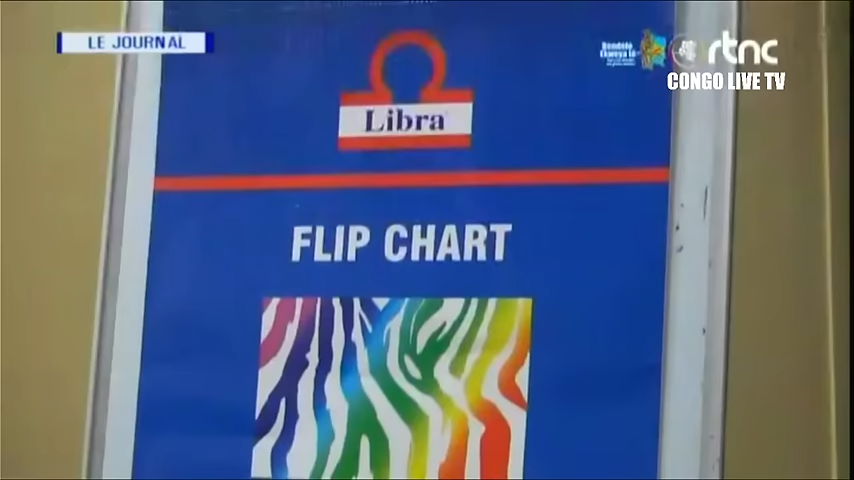 LE JOURNAL
rtnc
CONGO LIVE TV
Libra
FLIP CHART